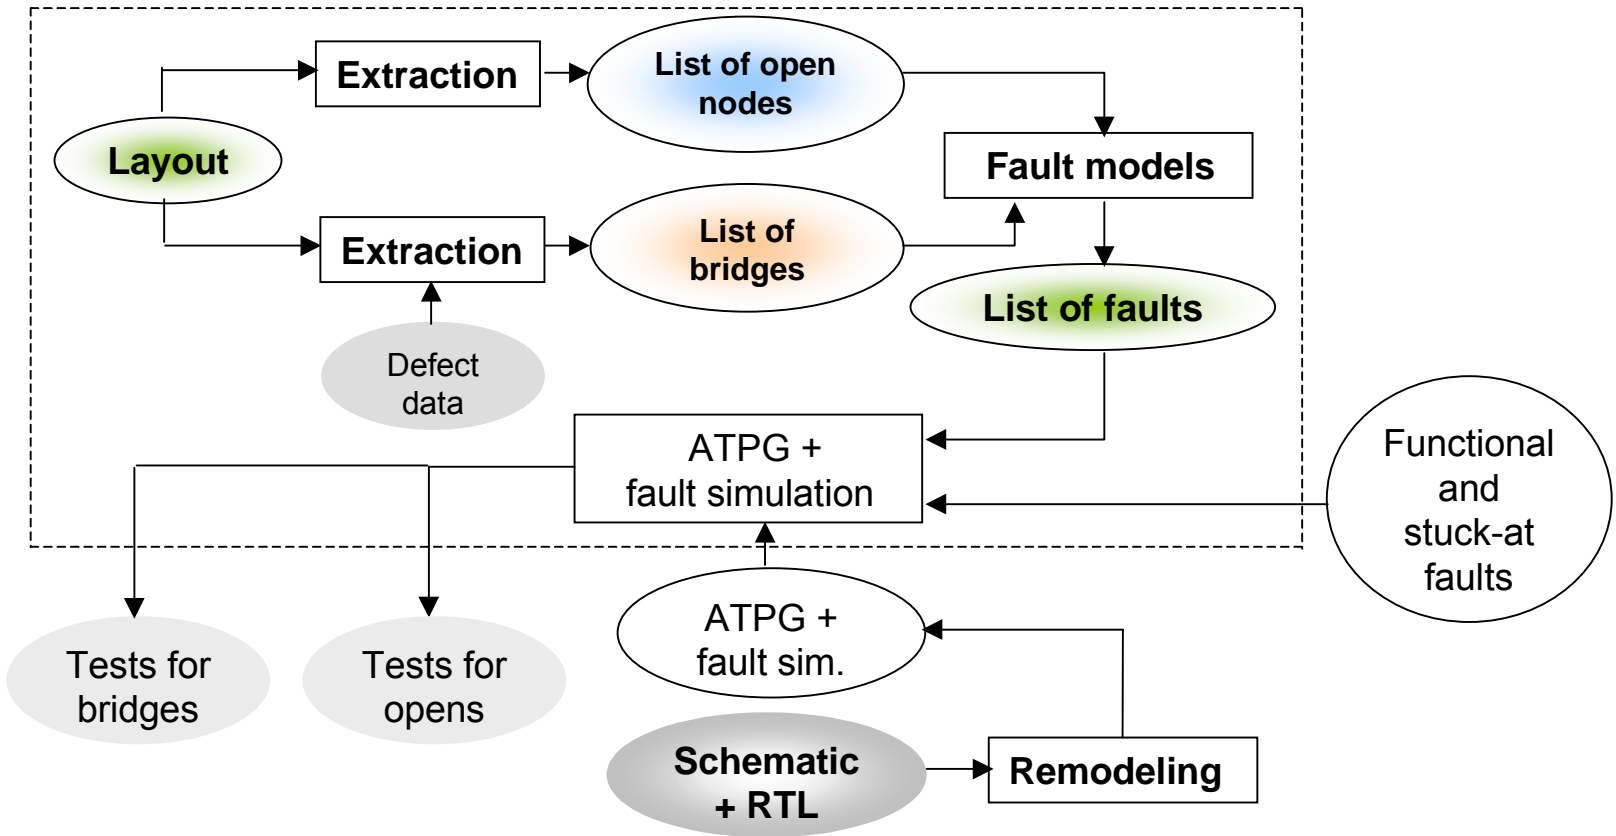 Extraction
List of open
nodes
Layout
Fault models
Extraction
List of
bridges
List of faults
Defect
data
ATPG +
fault simulation
Functional
and
stuck-at
faults
Tests for
bridges
Tests for
opens
ATPG +
fault sim.
Schematic
+ RTL
Remodeling